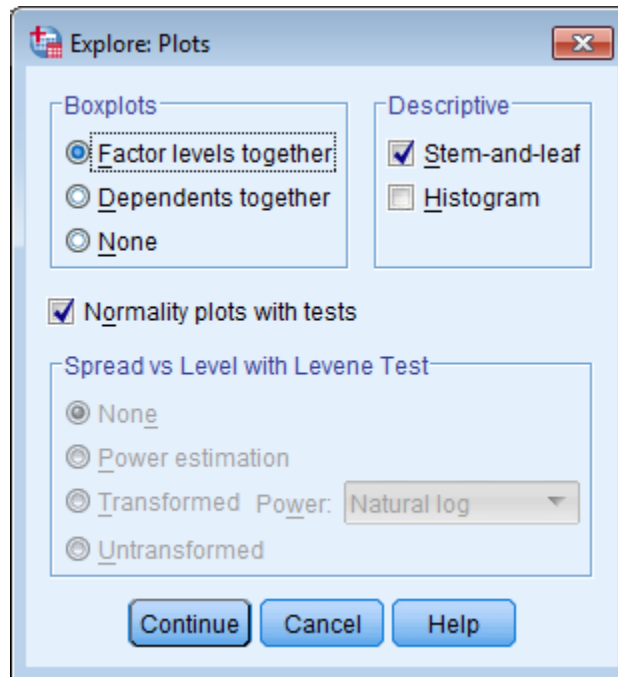 Explore: Plots
Boxplots
Factor levels together
Dependents together
None
Descriptive
Stem-and-leaf
Histogram
Normality plots with tests
Spread vs Level with Levene Test
None
Power estimation
Transformed Power: Natural log
Untransformed
Continue Cancel Help